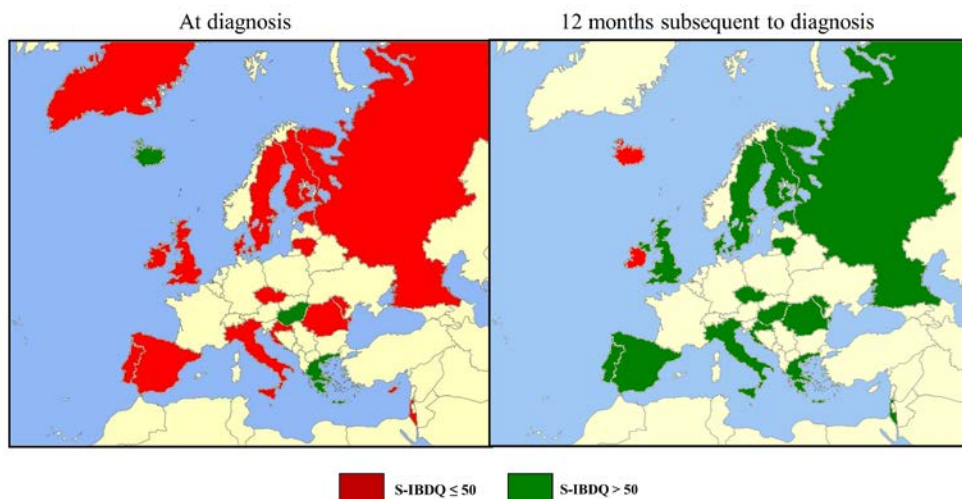 At diagnosis
12 months subsequent to diagnosis
S-IBDQ ≤ 50
S-IBDQ > 50